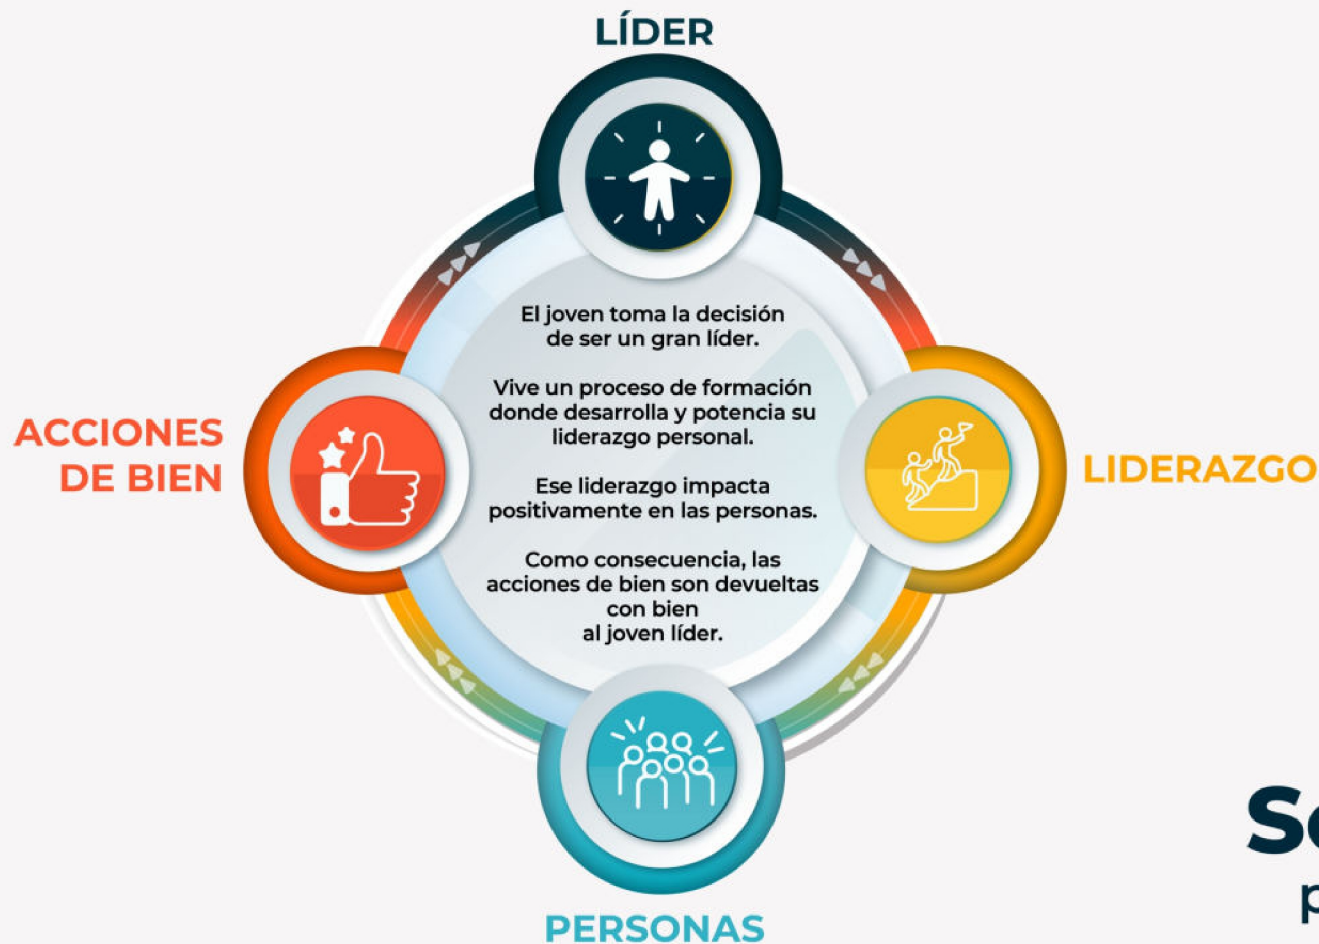 LÍDER
El joven toma la decisión
de ser un gran líder.
Vive un proceso de formación
donde desarrolla y potencia su
liderazgo personal.
Ese liderazgo impacta
positivamente en las personas.
Como consecuencia, las
acciones de bien son devueltas
con bien
al joven líder.
ACCIONES
DE BIEN
LIDERAZGO
PERSONAS